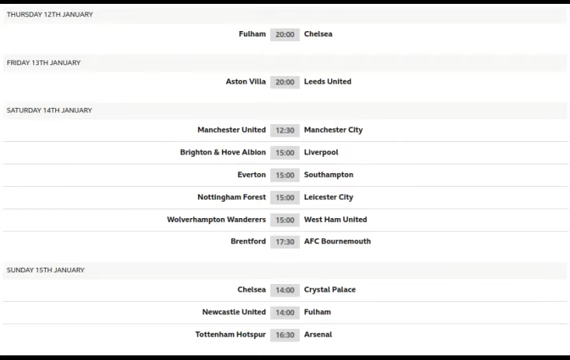 THURSDAY 12TH JANUARY
Fulham 20:00 Chelsea
FRIDAY 13TH JANUARY
Aston Villa 20:00 Leeds United
SATURDAY 14TH JANUARY
Manchester United 12:30 Manchester City
Brighton & Hove Albion 15:00 Liverpool
Everton 15:00 Southampton
Nottingham Forest 15:00 Leicester City
Wolverhampton Wanderers 15:00 West Ham United
Brentford 17:30 AFC Bournemouth
SUNDAY 15TH JANUARY
Chelsea 14:00 Crystal Palace
Newcastle United 14:00 Fulham
Tottenham Hotspur 16:30 Arsenal